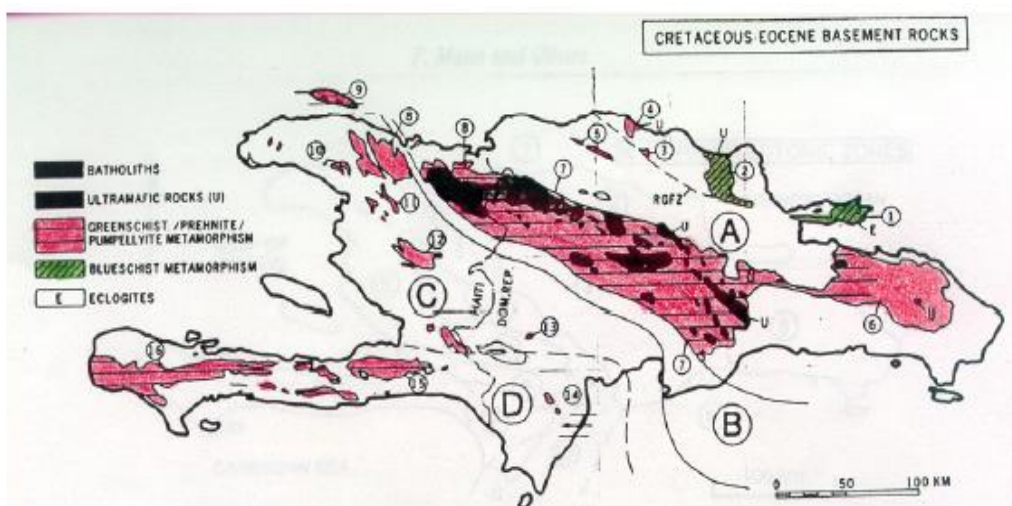 CRETACEOUS-EOCENE BASEMENT ROCKS
BATHOLITHS
ULTRAMAFIC ROCKS (U)
GREENSCHIST /PREHNITE/
PUMPELLYITE METAMORPHISM
BLUESCHIST METAMORPHISM
E ECLOGITES
9
8
8
4
U
U
5
3
10
7
2
RGFZ
11
1
E
A
U
12
C
HAITI
DOM. REP.
U
U
13
6
16
7
15
D
14
B
0 50 100 KM